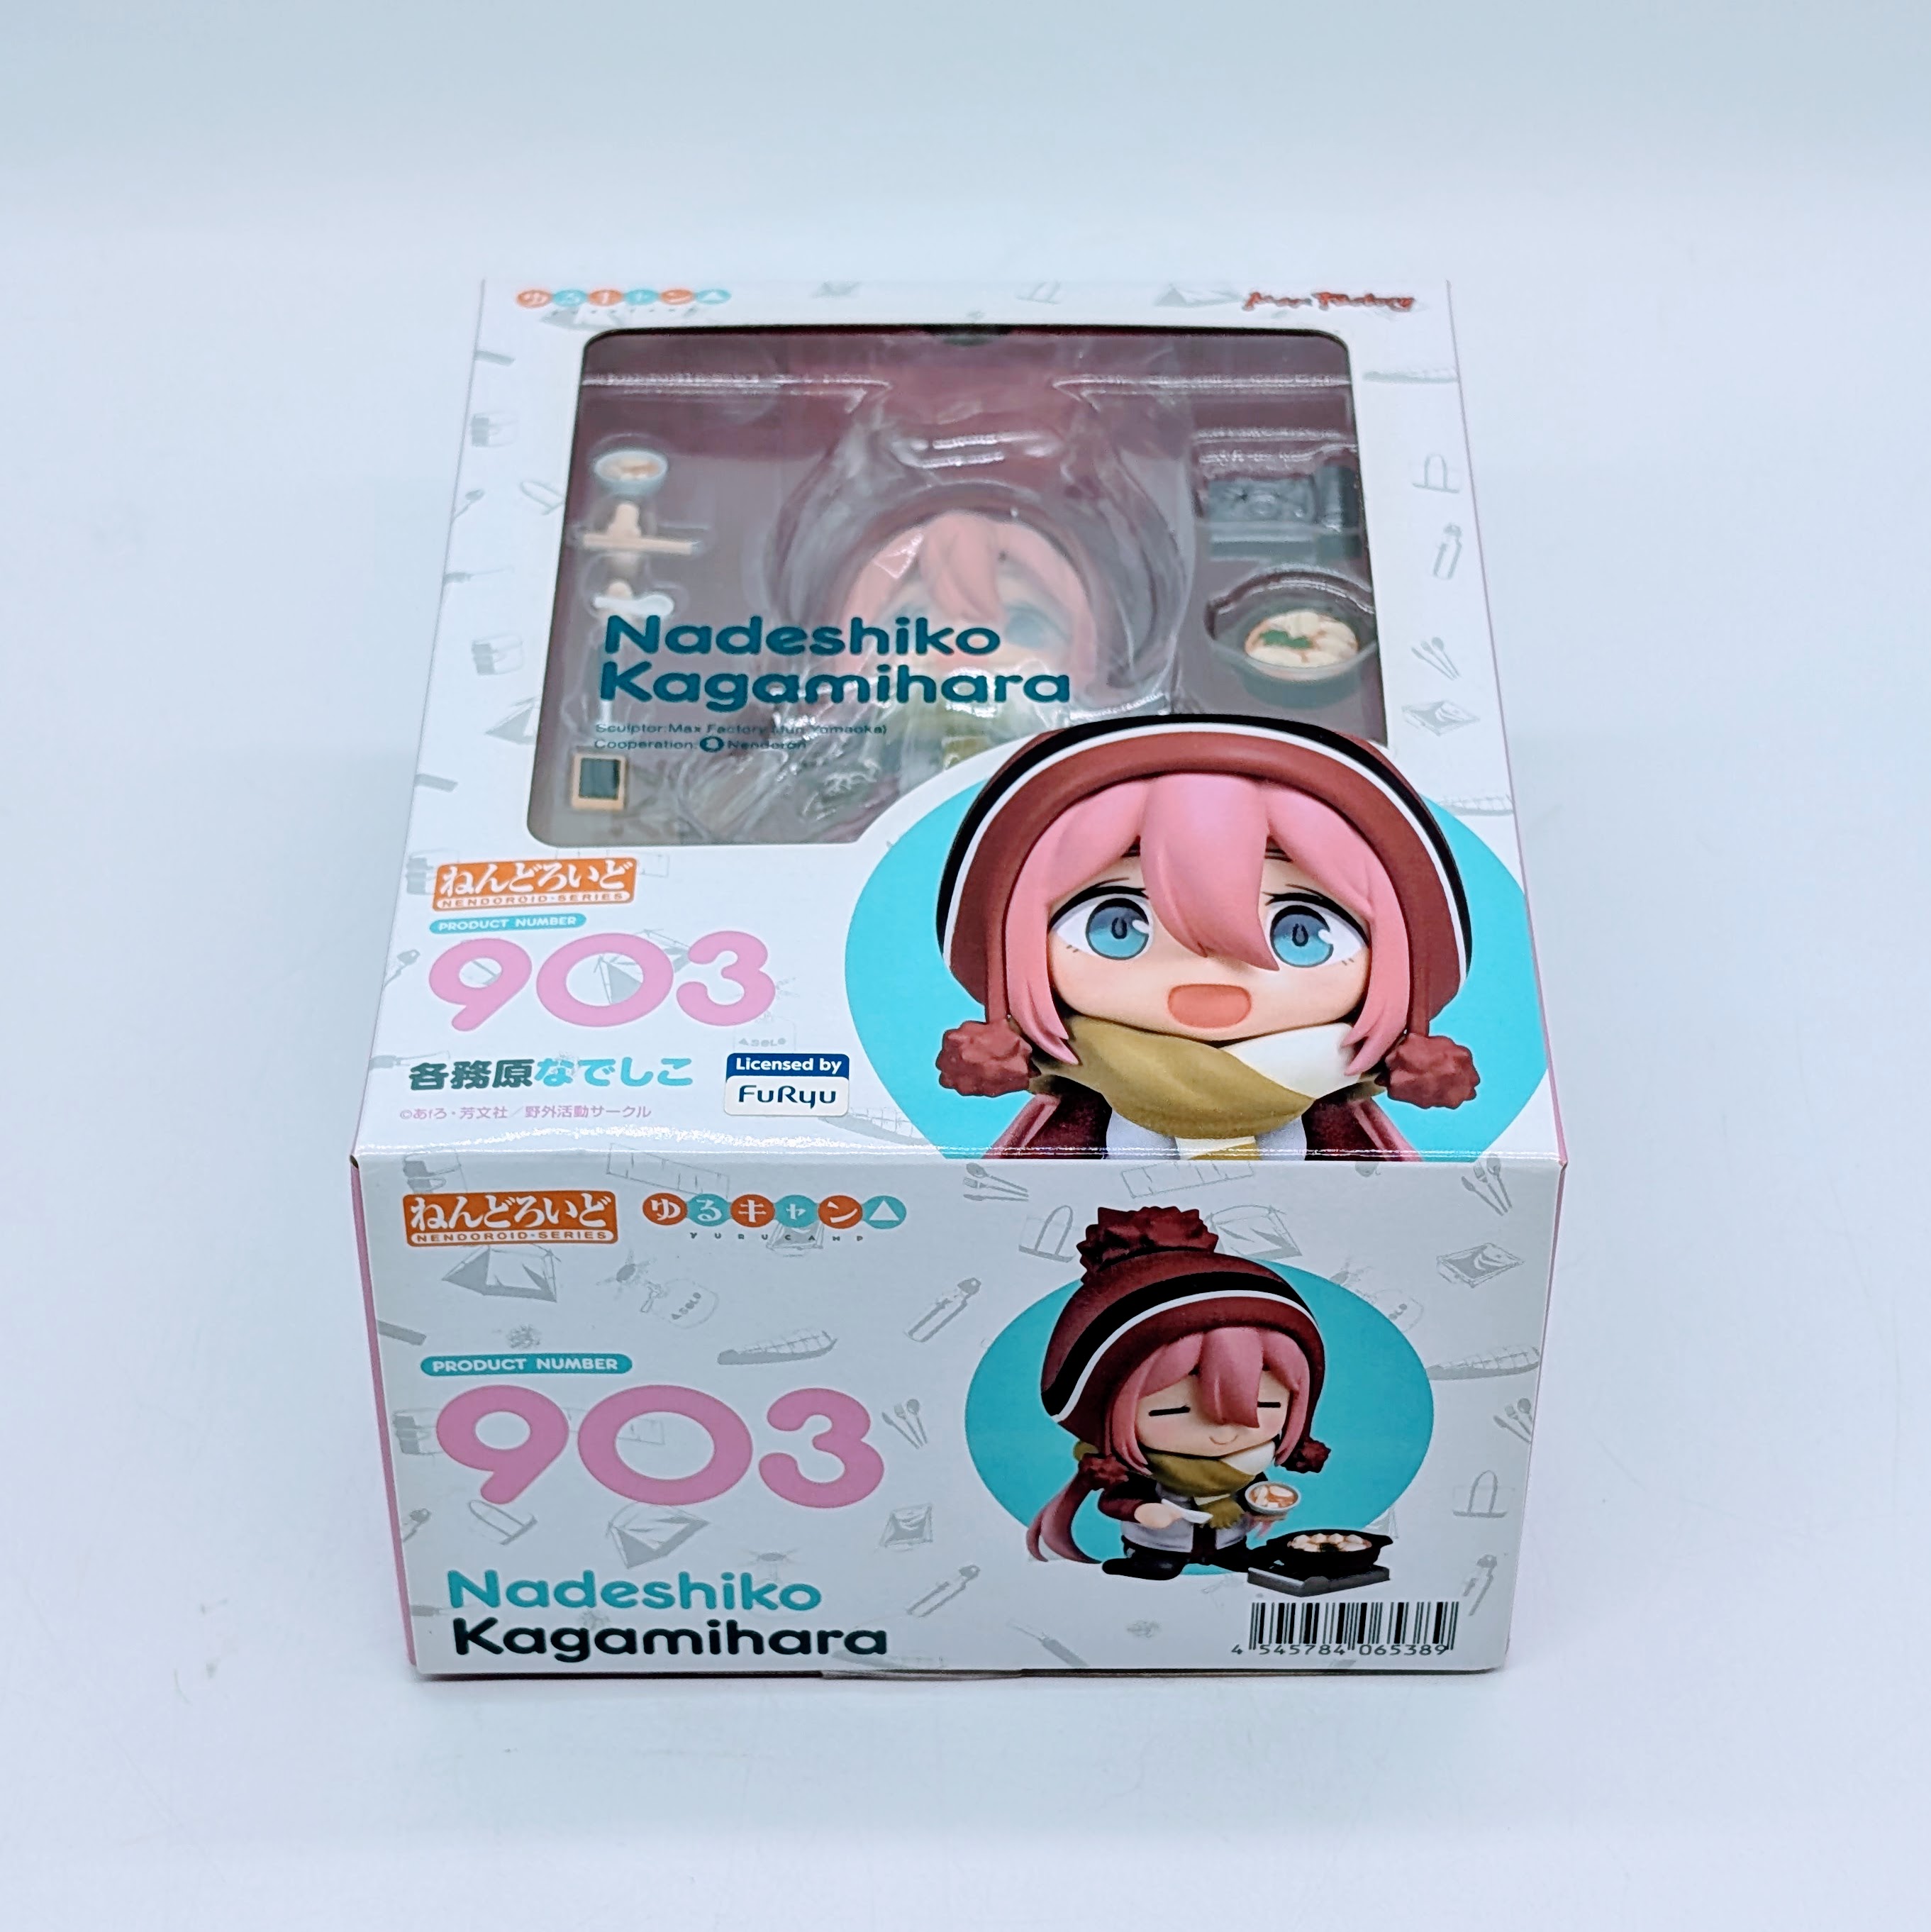 ゆるキャン△
Max Factory
Nadeshiko
Kagamihara
Sculptor:Max Factory(Jun Yamaoka)
Cooperation: Nendoron
ねんどろいど
NENDOROID·SERIES
PRODUCT NUMBER
903
各務原なでしこ
Licensed by
FuRyu
©あfろ・芳文社／野外活動サークル
ねんどろいど
NENDOROID·SERIES
ゆるキャン△
YURUCAMP
PRODUCT NUMBER
903
Nadeshiko
Kagamihara
4 545784 065389